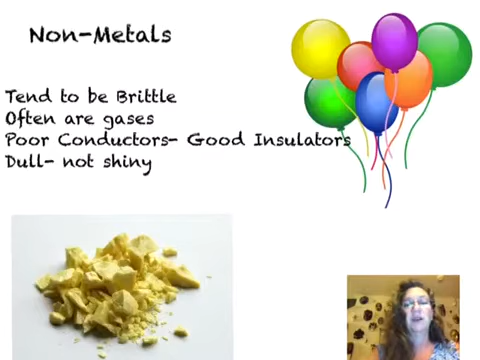 Non-Metals
Tend to be Brittle
Often are gases
Poor Conductors- Good Insulators
Dull- not shiny